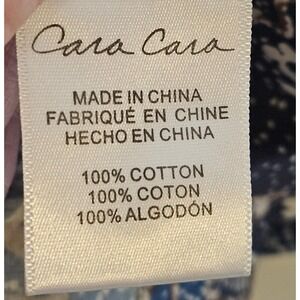 Cara Cara
MADE IN CHINA
FABRIQUÉ EN CHINE
HECHO EN CHINA
100% COTTON
100% COTON
100% ALGODÓN